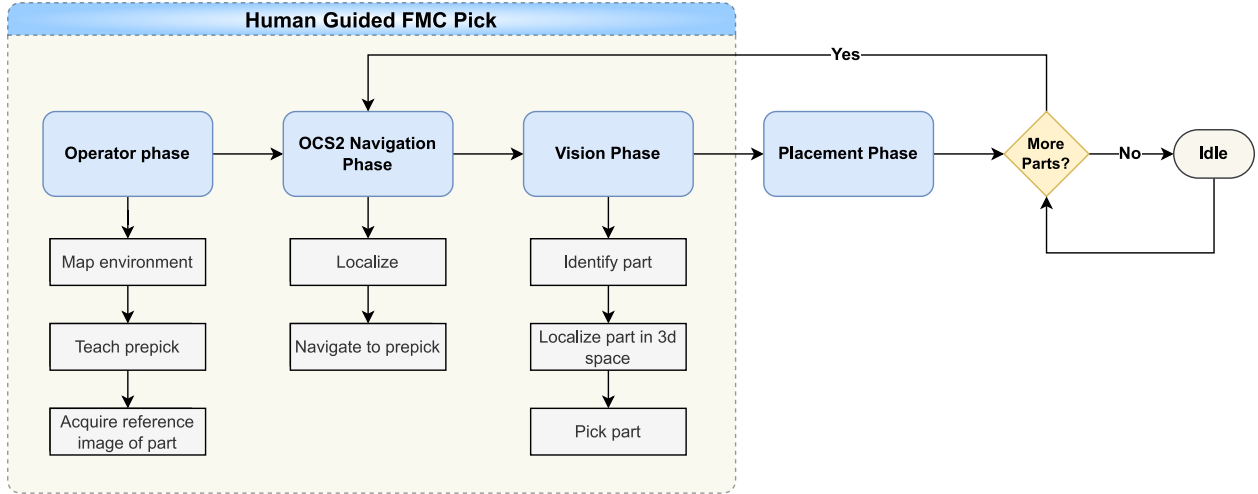 Human Guided FMC Pick
Yes
Operator phase
OCS2 Navigation
Phase
Vision Phase
Placement Phase
More
Parts?
No
Idle
Map environment
Localize
Identify part
Teach prepick
Navigate to prepick
Localize part in 3d
space
Acquire reference
image of part
Pick part